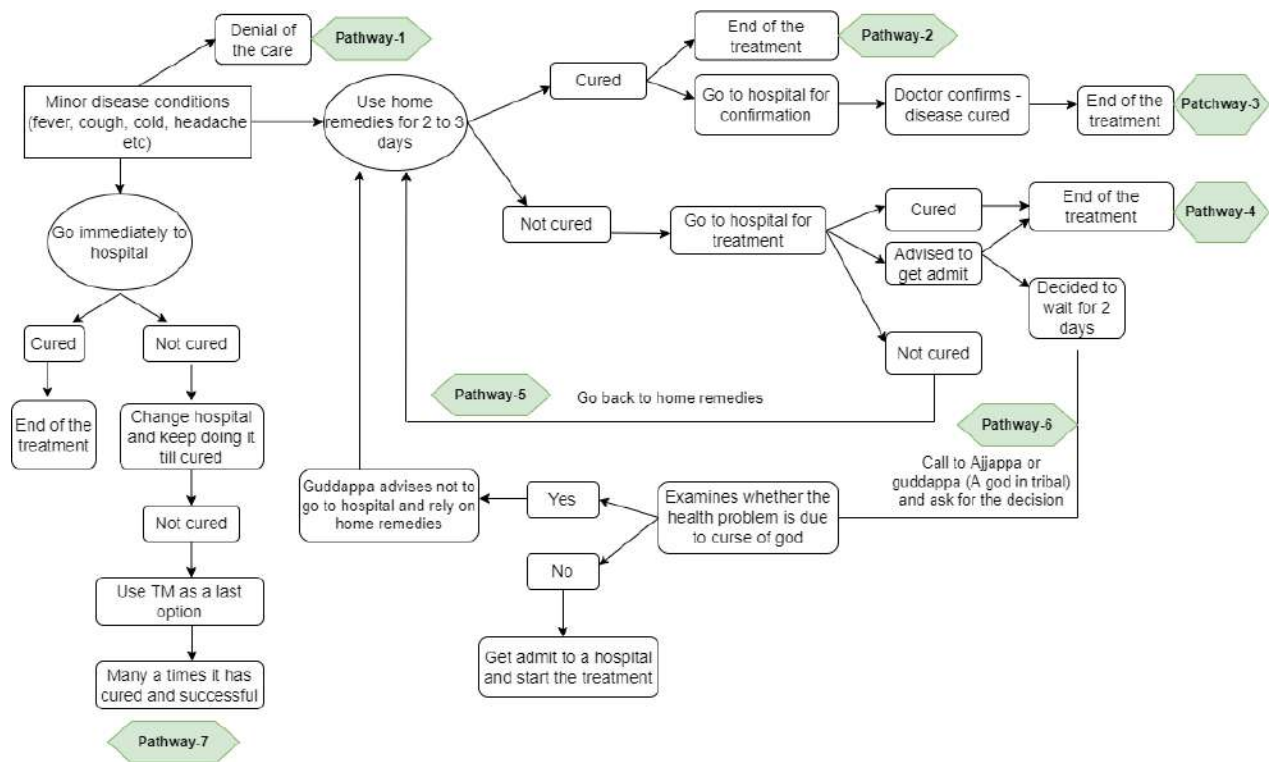 Denial of
the care
Pathway-1
Minor disease conditions
(fever, cough, cold, headache
etc)
Use home
remedies for 2 to 3
days
Cured
End of the
treatment
Pathway-2
Go to hospital for
confirmation
Doctor confirms -
disease cured
End of the
treatment
Patchway-3
Not cured
Go to hospital for
treatment
Cured
End of the
treatment
Pathway-4
Advised to
get admit
Decided to
wait for 2
days
Not cured
Go immediately to
hospital
Cured
Not cured
End of the
treatment
Change hospital
and keep doing it
till cured
Not cured
Use TM as a last
option
Many a times it has
cured and successful
Pathway-7
Pathway-5
Go back to home remedies
Pathway-6
Call to Ajjappa or
guddappa (A god in tribal)
and ask for the decision
Examines whether the
health problem is due
to curse of god
Yes
Guddappa advises not to
go to hospital and rely on
home remedies
No
Get admit to a hospital
and start the treatment